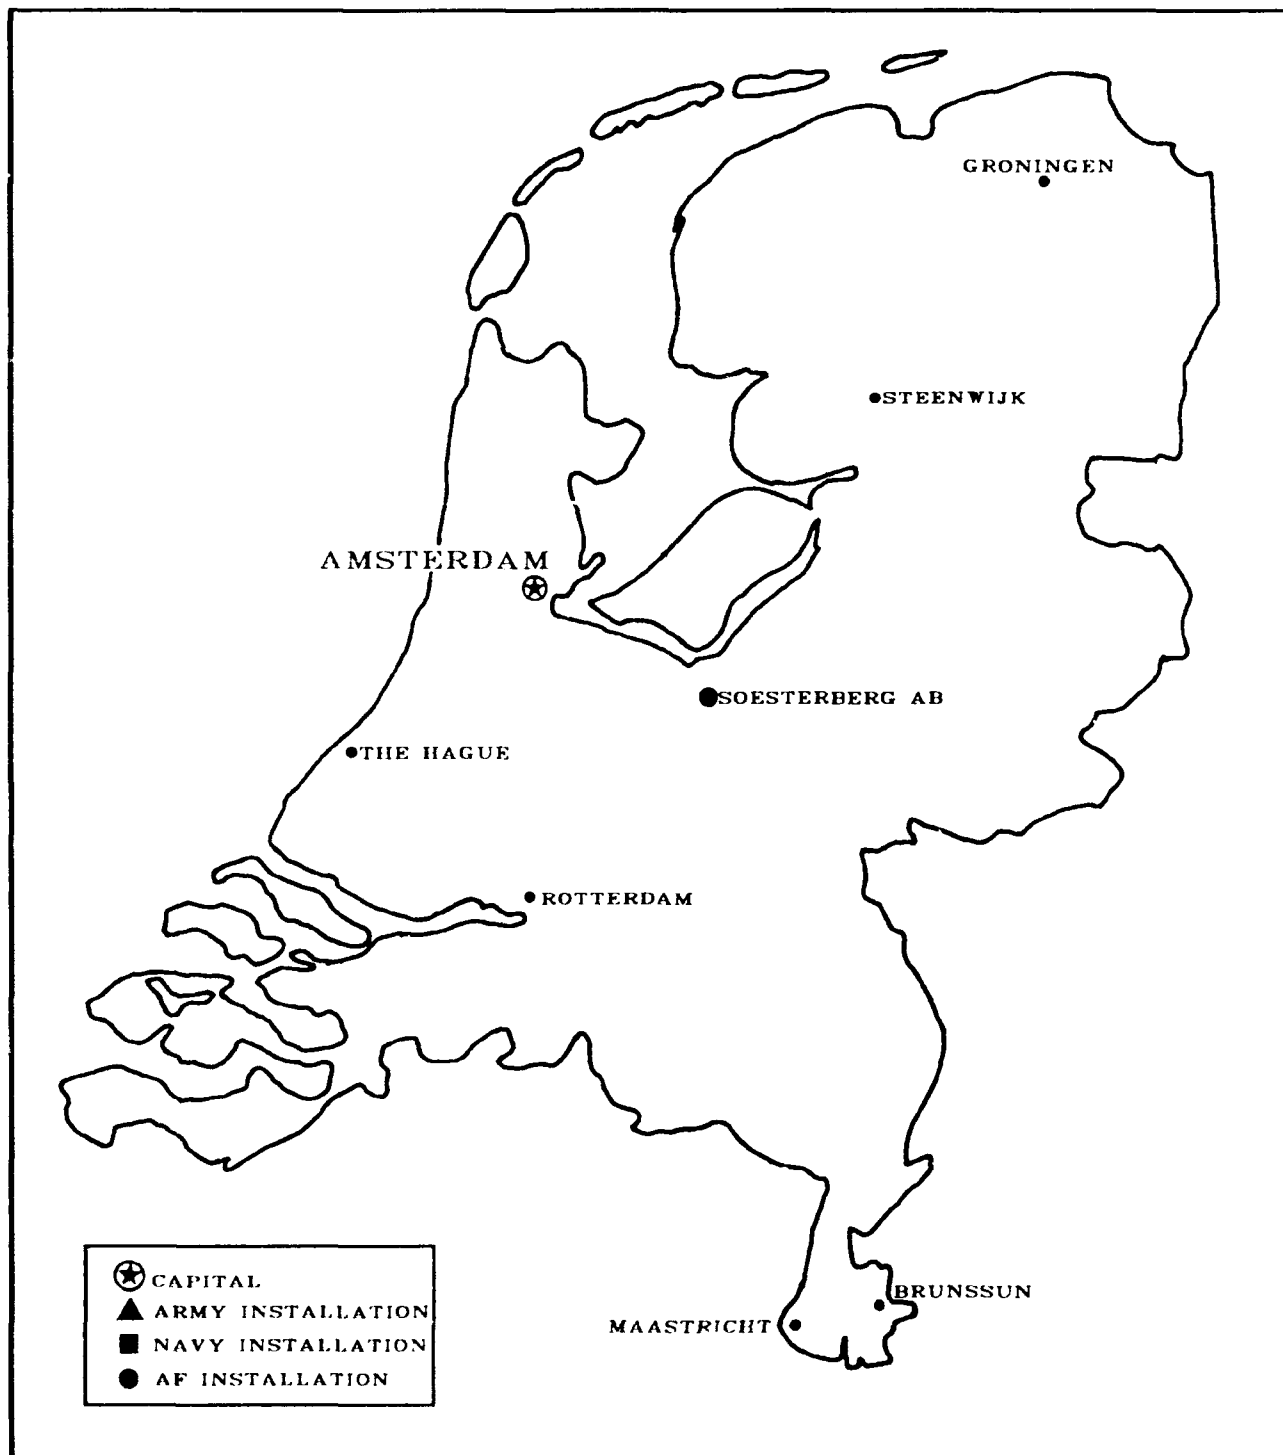 GRONINGEN
STEENWIJK
AMSTERDAM
SOESTERBERG AB
THE HAGUE
ROTTERDAM
CAPITAL
ARMY INSTALLATION
NAVY INSTALLATION
AF INSTALLATION
BRUNSSUN
MAASTRICHT